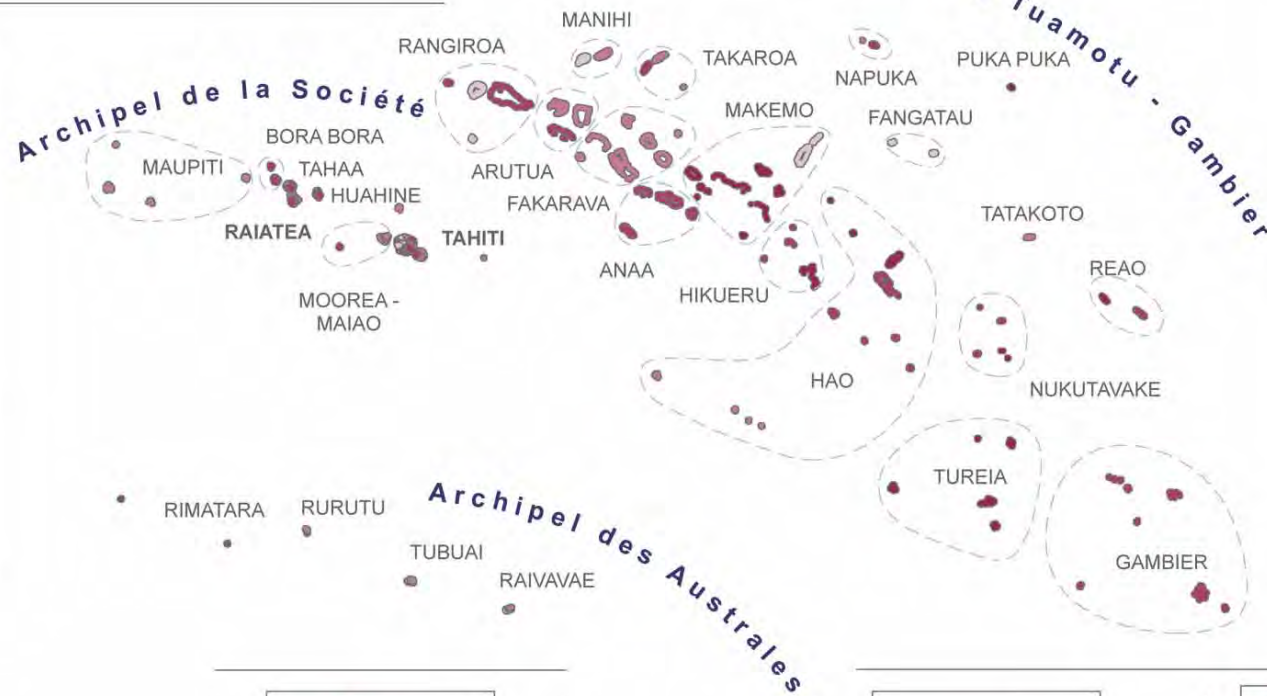 Tuamotu - Gambier
MANIHI
RANGIROA
TAKAROA
NAPUKA
PUKA PUKA
Archipel de la Société
MAKEMO
FANGATAU
BORA BORA
MAUPITI
TAHAA
ARUTUA
HUAHINE
FAKARAVA
TATAKOTO
RAIATEA
TAHITI
ANAA
REAO
HIKUERU
MOOREA -
MAIAO
HAO
NUKUTAVAKE
TUREIA
Archipel des Australes
RIMATARA
RURUTU
TUBUAI
GAMBIER
RAIVAVAE